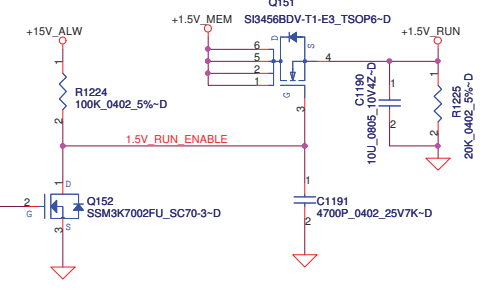 Q151
+1.5V_MEM
SI3456BDV-T1-E3_TSOP6~D
+1.5V_RUN
+15V_ALW
D
S
6
5
2
1
4
G
3
1
R1224
100K_0402_5%~D
2
1
C1190
10U_0805_10V4Z~D
2
1
R1225
20K_0402_5%~D
2
1.5V_RUN_ENABLE
1
D
Q152
SSM3K7002FU_SC70-3~D
2
G
S
3
1
C1191
4700P_0402_25V7K~D
2